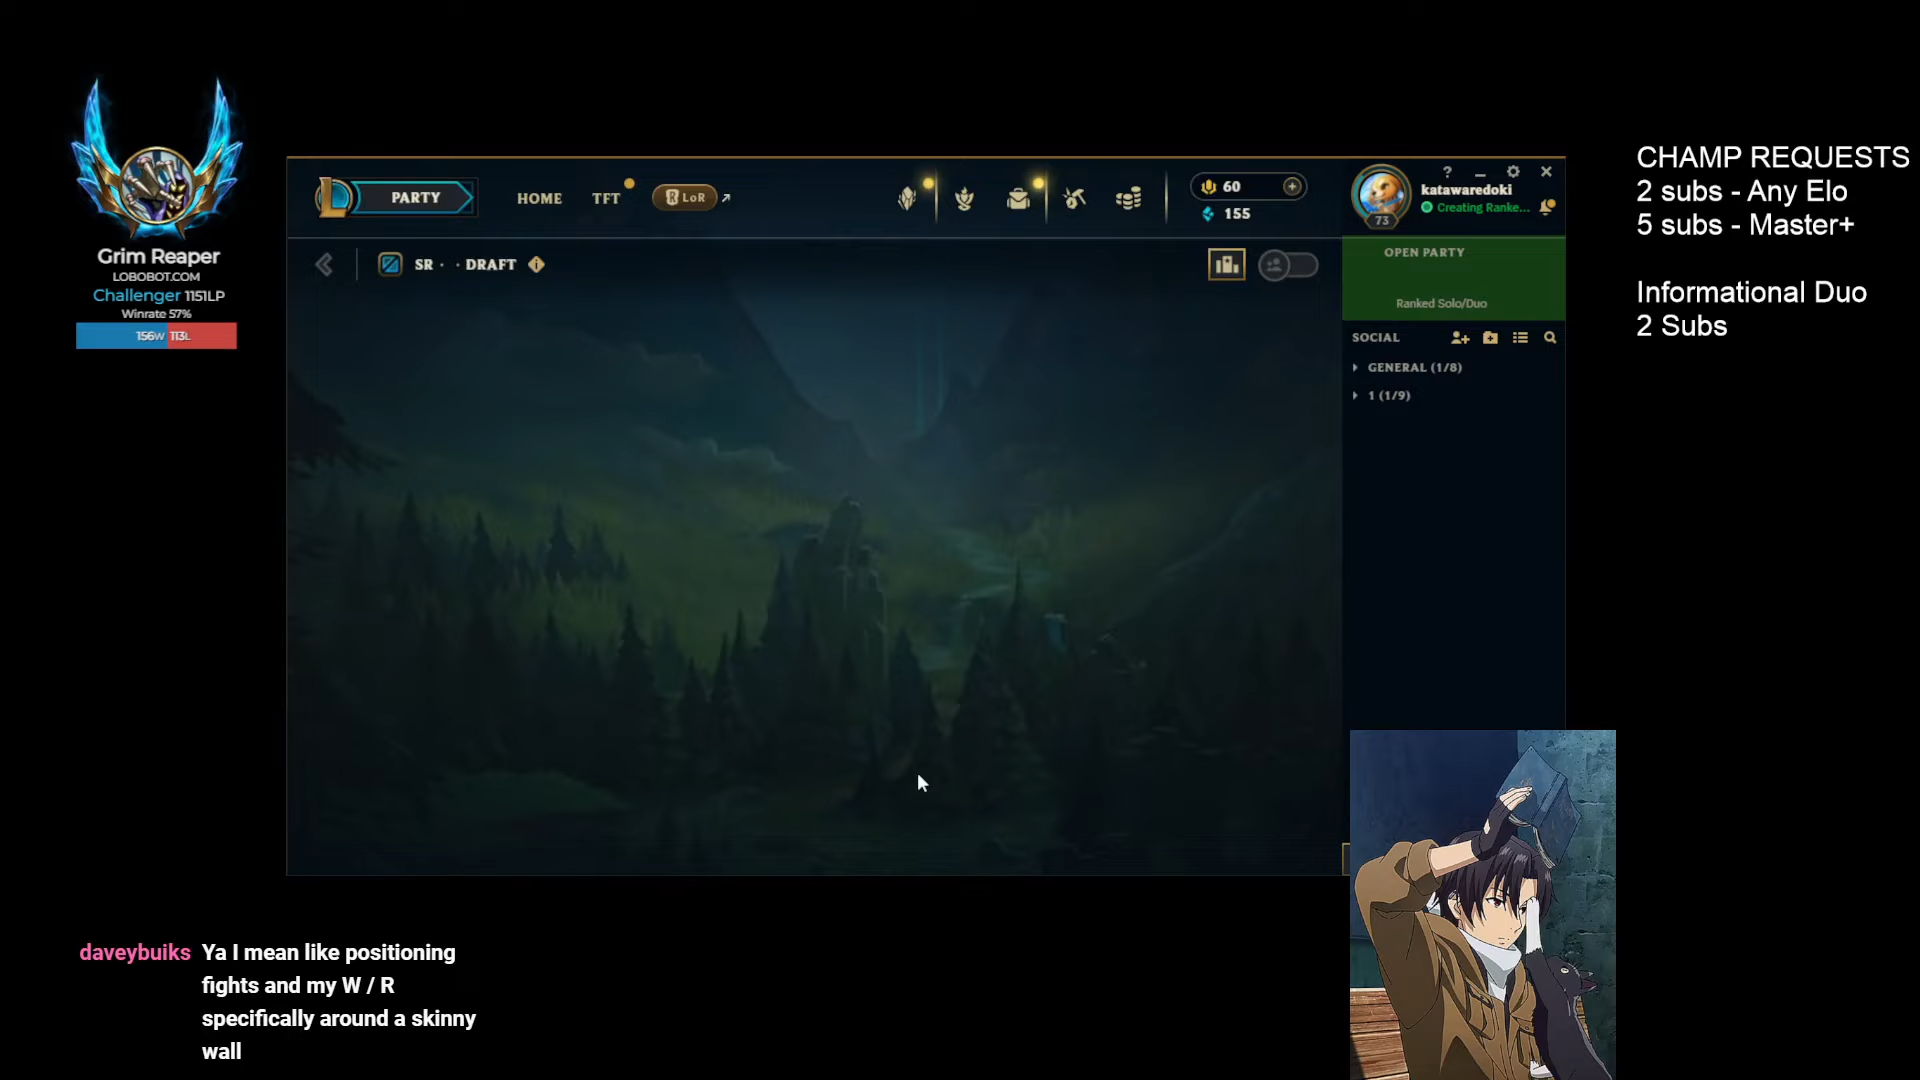 Grim Reaper
LOBOBOT.COM
Challenger 1151LP
Winrate 57%
156W 113L
PARTY
HOME
TFT
LoR
60
155
?
katawaredoki
Creating Ranke...
73
SR · · DRAFT
OPEN PARTY
Ranked Solo/Duo
SOCIAL
GENERAL (1/8)
1 (1/9)
CHAMP REQUESTS
2 subs - Any Elo
5 subs - Master+
Informational Duo
2 Subs
daveybuiks Ya I mean like positioning
fights and my W / R
specifically around a skinny
wall